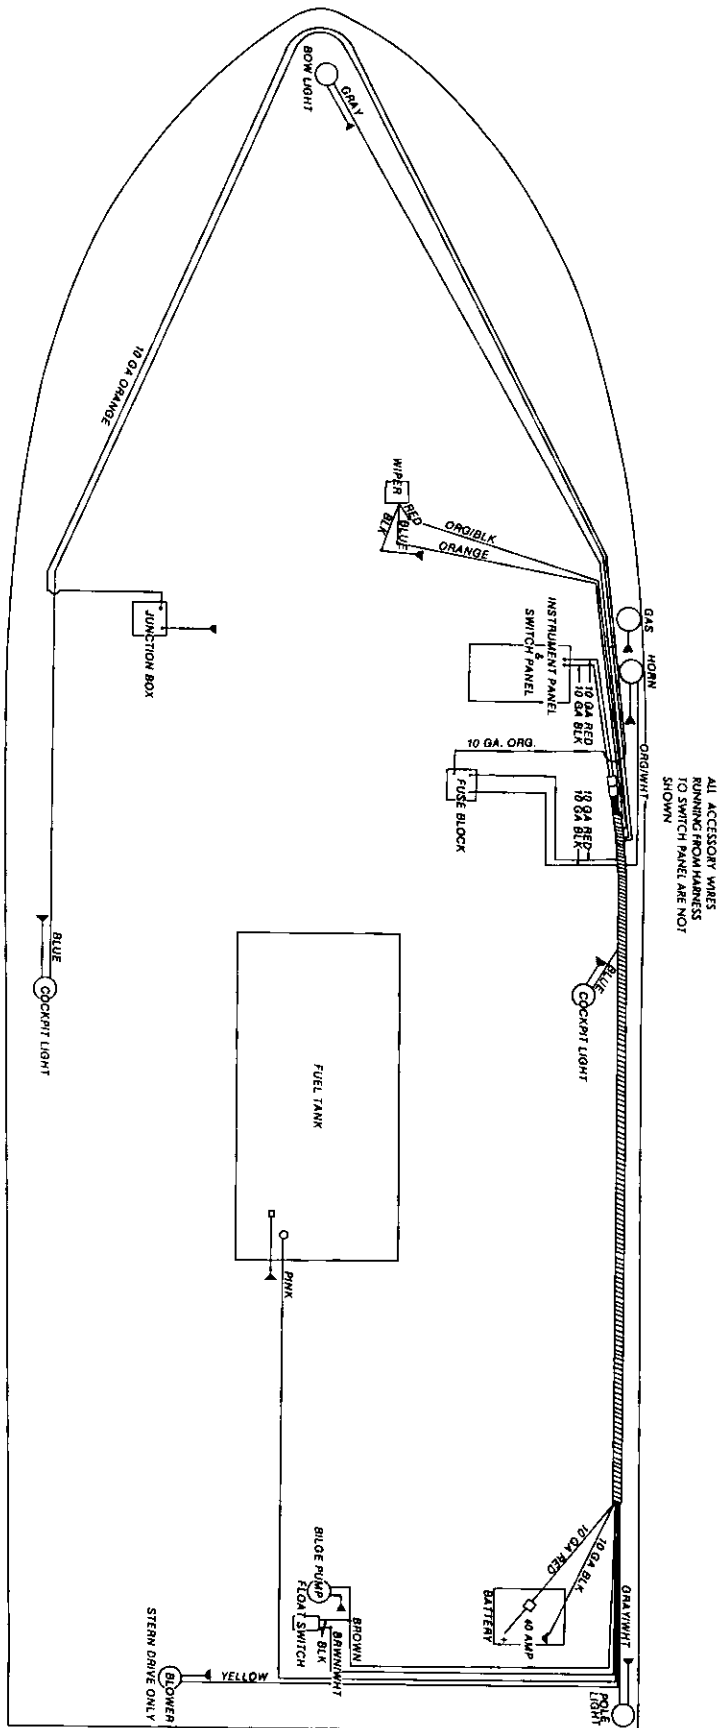 BOW LIGHT
GRAY
10 GA ORANGE
WIPER
RED
BLUE
BLK
ORG/BLK
ORANGE
GAS
HORN
ORG/WHT
ALL ACCESSORY WIRES
RUNNING FROM HARNESS
TO SWITCH PANEL ARE NOT
SHOWN
JUNCTION BOX
INSTRUMENT PANEL
&
SWITCH PANEL
10 GA RED
10 GA BLK
10 GA. ORG.
FUSE BLOCK
10 GA RED
10 GA BLK
BLUE
COCKPIT LIGHT
BLUE
COCKPIT LIGHT
FUEL TANK
PINK
10 GA RED
10 GA BLK
BATTERY
+
40 AMP
GRAY/WHT
POLE
LIGHT
BILGE PUMP
FLOAT SWITCH
BLK
BROWN
BRWN/WHT
YELLOW
BLOWER
STERN DRIVE ONLY